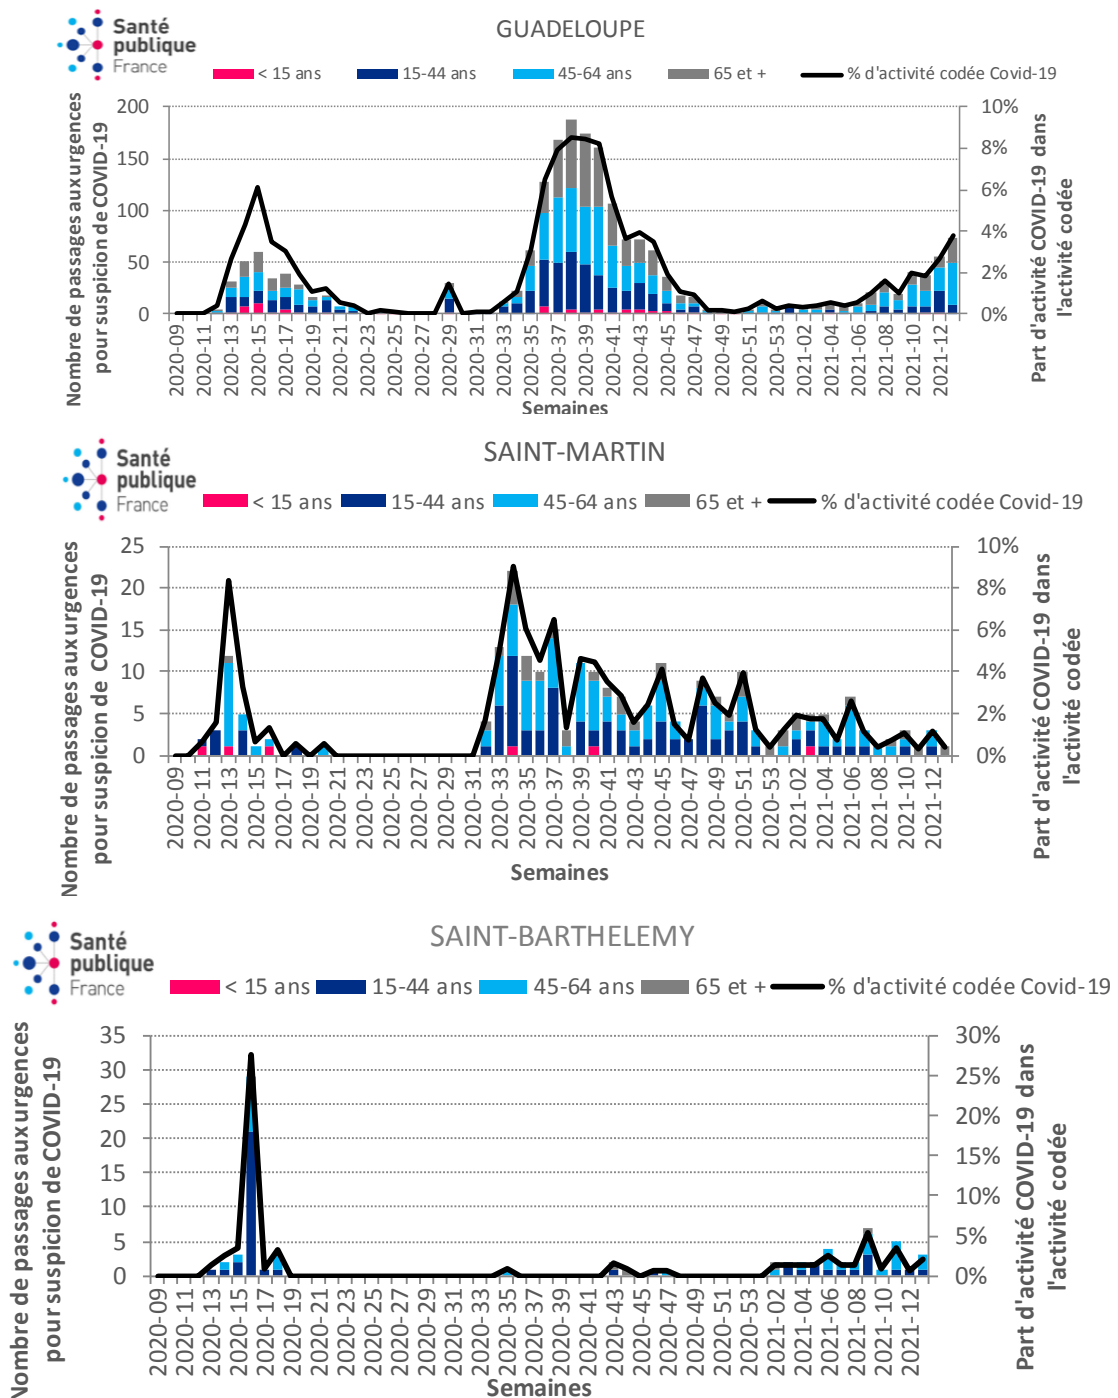 Santé
publique
France
GUADELOUPE
< 15 ans 15-44 ans 45-64 ans 65 et + % d'activité codée Covid-19
Nombre de passages aux urgences
pour suspicion de COVID-19
200
150
100
50
0
10%
8%
6%
4%
2%
0%
Part d'activité COVID-19 dans
l'activité codée
2020-09 2020-11 2020-13 2020-15 2020-17 2020-19 2020-21 2020-23 2020-25 2020-27 2020-29 2020-31 2020-33 2020-35 2020-37 2020-39 2020-41 2020-43 2020-45 2020-47 2020-49 2020-51 2020-53 2021-02 2021-04 2021-06 2021-08 2021-10 2021-12
Semaines
Santé
publique
France
SAINT-MARTIN
< 15 ans 15-44 ans 45-64 ans 65 et + % d'activité codée Covid-19
Nombre de passages aux urgences
pour suspicion de COVID-19
25
20
15
10
5
0
10%
8%
6%
4%
2%
0%
Part d'activité COVID-19 dans
l'activité codée
2020-09 2020-11 2020-13 2020-15 2020-17 2020-19 2020-21 2020-23 2020-25 2020-27 2020-29 2020-31 2020-33 2020-35 2020-37 2020-39 2020-41 2020-43 2020-45 2020-47 2020-49 2020-51 2020-53 2021-02 2021-04 2021-06 2021-08 2021-10 2021-12
Semaines
Santé
publique
France
SAINT-BARTHELEMY
< 15 ans 15-44 ans 45-64 ans 65 et + % d'activité codée Covid-19
Nombre de passages aux urgences
pour suspicion de COVID-19
35
30
25
20
15
10
5
0
30%
25%
20%
15%
10%
5%
0%
Part d'activité COVID-19 dans
l'activité codée
2020-09 2020-11 2020-13 2020-15 2020-17 2020-19 2020-21 2020-23 2020-25 2020-27 2020-29 2020-31 2020-33 2020-35 2020-37 2020-39 2020-41 2020-43 2020-45 2020-47 2020-49 2020-51 2020-53 2021-02 2021-04 2021-06 2021-08 2021-10 2021-12
Semaines